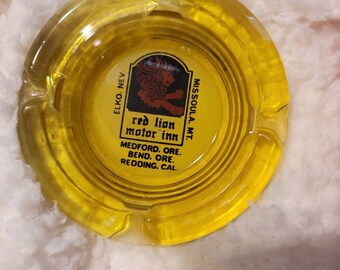 ELKO, NEV.
MISSOULA, MT.
red lion
motor inn
MEDFORD, ORE.
BEND, ORE.
REDDING, CAL.